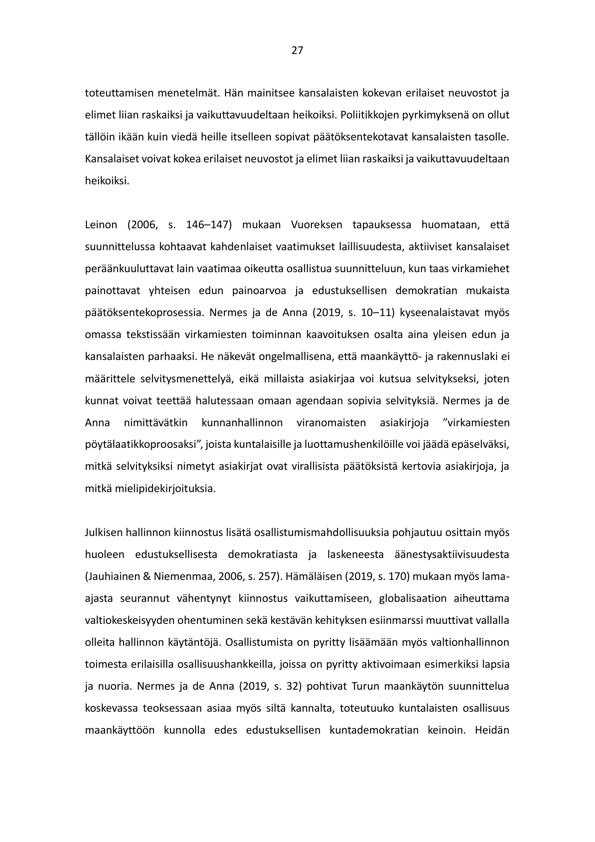 27
toteuttamisen menetelmät. Hän mainitsee kansalaisten kokevan erilaiset neuvostot ja
elimet liian raskaiksi ja vaikuttavuudeltaan heikoiksi. Poliitikkojen pyrkimyksenä on ollut
tällöin ikään kuin viedä heille itselleen sopivat päätöksentekotavat kansalaisten tasolle.
Kansalaiset voivat kokea erilaiset neuvostot ja elimet liian raskaiksi ja vaikuttavuudeltaan
heikoiksi.
Leinon (2006, s. 146–147) mukaan Vuoreksen tapauksessa huomataan, että
suunnittelussa kohtaavat kahdenlaiset vaatimukset laillisuudesta, aktiiviset kansalaiset
peräänkuuluttavat lain vaatimaa oikeutta osallistua suunnitteluun, kun taas virkamiehet
painottavat yhteisen edun painoarvoa ja edustuksellisen demokratian mukaista
päätöksentekoprosessia. Nermes ja de Anna (2019, s. 10–11) kyseenalaistavat myös
omassa tekstissään virkamiesten toiminnan kaavoituksen osalta aina yleisen edun ja
kansalaisten parhaaksi. He näkevät ongelmallisena, että maankäyttö- ja rakennuslaki ei
määrittele selvitysmenettelyä, eikä millaista asiakirjaa voi kutsua selvitykseksi, joten
kunnat voivat teettää halutessaan omaan agendaan sopivia selvityksiä. Nermes ja de
Anna nimittävätkin kunnanhallinnon viranomaisten asiakirjoja ”virkamiesten
pöytälaatikkoproosaksi”, joista kuntalaisille ja luottamushenkilöille voi jäädä epäselväksi,
mitkä selvityksiksi nimetyt asiakirjat ovat virallisista päätöksistä kertovia asiakirjoja, ja
mitkä mielipidekirjoituksia.
Julkisen hallinnon kiinnostus lisätä osallistumismahdollisuuksia pohjautuu osittain myös
huoleen edustuksellisesta demokratiasta ja laskeneesta äänestysaktiivisuudesta
(Jauhiainen & Niemenmaa, 2006, s. 257). Hämäläisen (2019, s. 170) mukaan myös lama-
ajasta seurannut vähentynyt kiinnostus vaikuttamiseen, globalisaation aiheuttama
valtiokeskeisyyden ohentuminen sekä kestävän kehityksen esiinmarssi muuttivat vallalla
olleita hallinnon käytäntöjä. Osallistumista on pyritty lisäämään myös valtionhallinnon
toimesta erilaisilla osallisuushankkeilla, joissa on pyritty aktivoimaan esimerkiksi lapsia
ja nuoria. Nermes ja de Anna (2019, s. 32) pohtivat Turun maankäytön suunnittelua
koskevassa teoksessaan asiaa myös siltä kannalta, toteutuuko kuntalaisten osallisuus
maankäyttöön kunnolla edes edustuksellisen kuntademokratian keinoin. Heidän